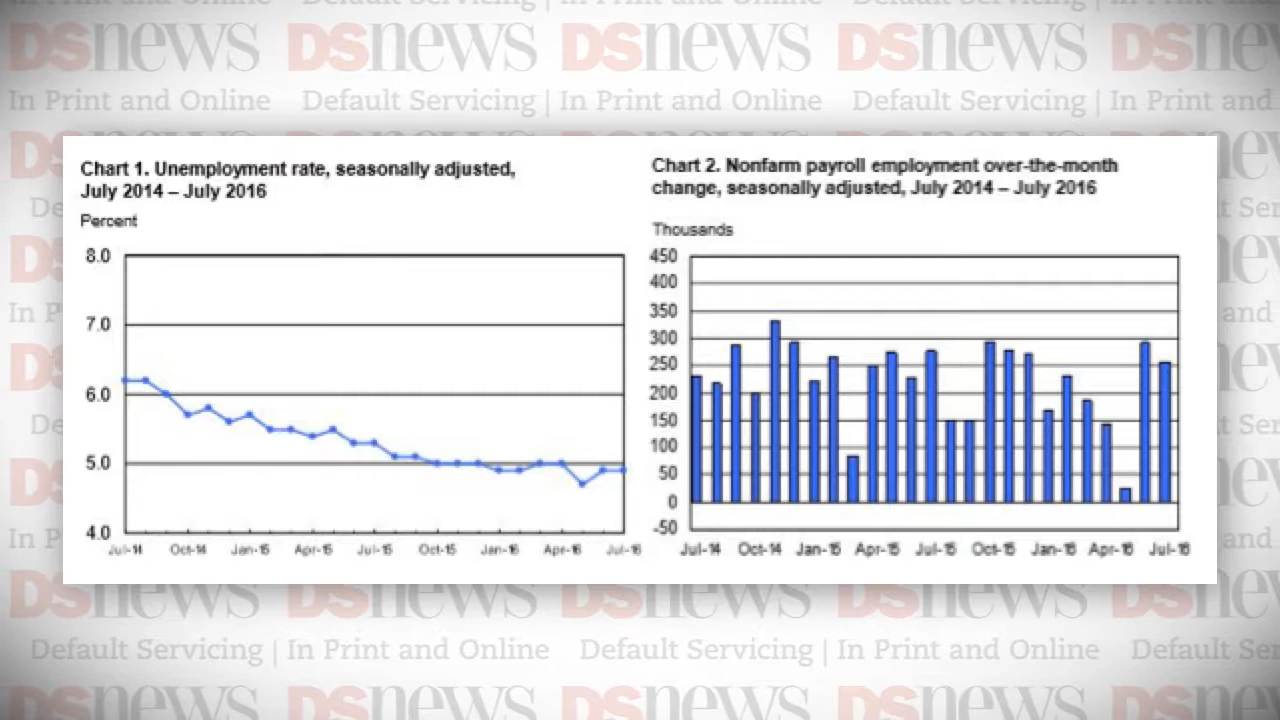 DSnews DSnews DSnews DSnews
In Print and Online Default Servicing | In Print and Online Default Servicing | In Print and
Chart 1. Unemployment rate, seasonally adjusted,
July 2014 – July 2016
Percent
8.0
7.0
6.0
5.0
4.0
Jul-14 Oct-14 Jan-15 Apr-15 Jul-15 Oct-15 Jan-16 Apr-16 Jul-16
Chart 2. Nonfarm payroll employment over-the-month
change, seasonally adjusted, July 2014 – July 2016
Thousands
450
400
350
300
250
200
150
100
50
0
-50
Jul-14 Oct-14 Jan-15 Apr-15 Jul-15 Oct-15 Jan-16 Apr-16 Jul-16
DSnews DSnews DSnews DSnews
Default Servicing | In Print and Online Default Servicing | In Print and Online Default
DSnews DSnews DSnews DSnews